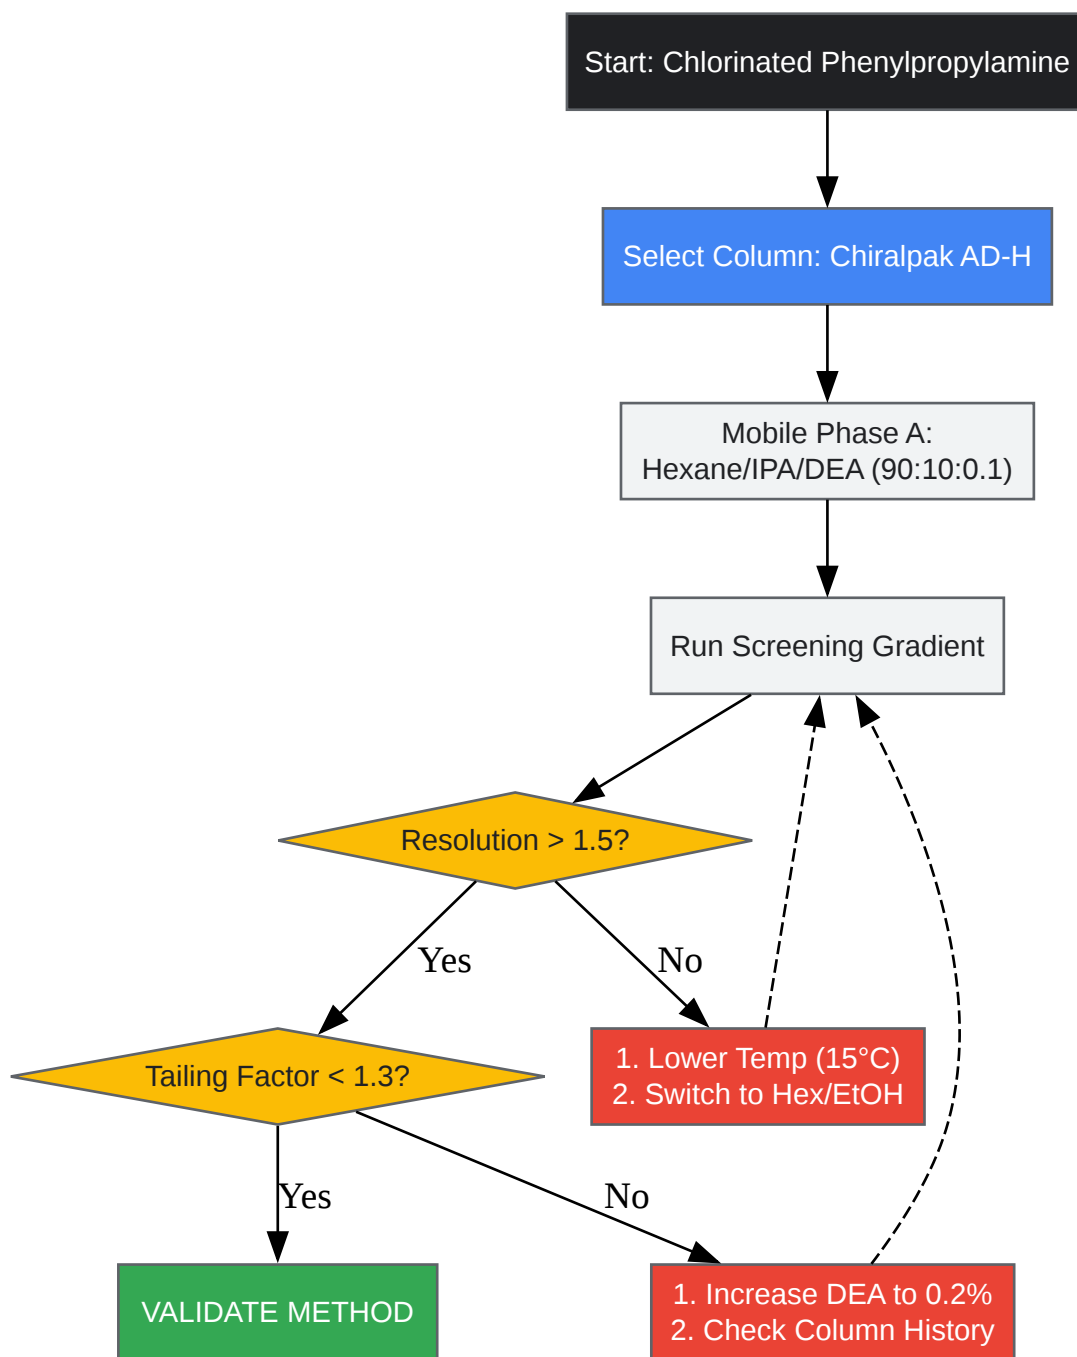 Start: Chlorinated Phenylpropylamine
Select Column: Chiralpak AD-H
Mobile Phase A:
Hexane/IPA/DEA (90:10:0.1)
Run Screening Gradient
Resolution > 1.5?
Yes
No
Tailing Factor < 1.3?
1. Lower Temp (15°C)
2. Switch to Hex/EtOH
Yes
No
VALIDATE METHOD
1. Increase DEA to 0.2%
2. Check Column History